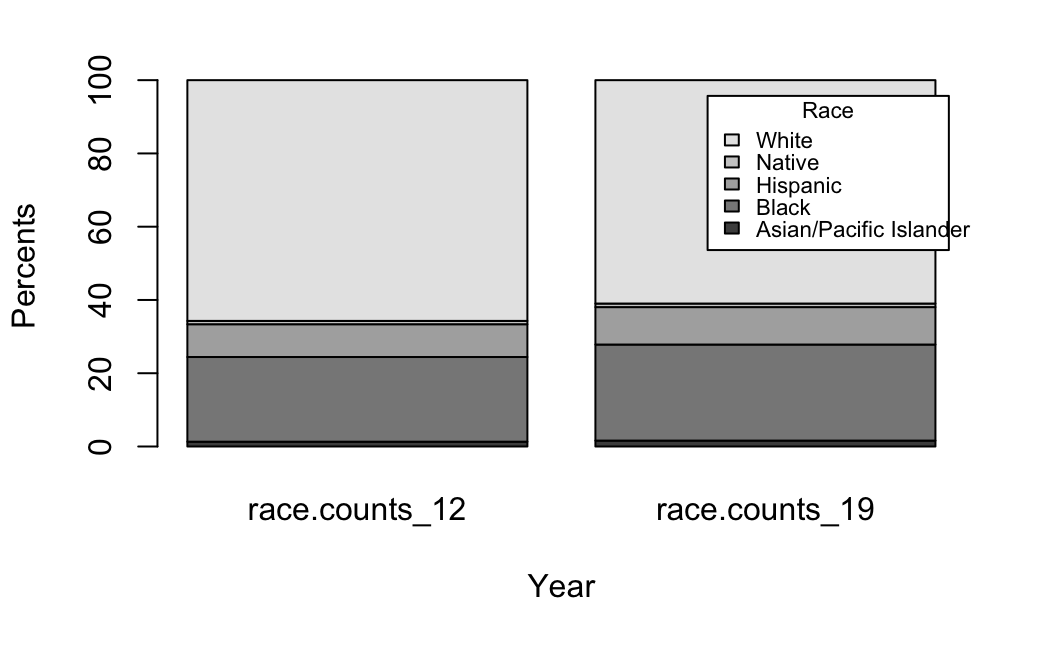 Percents
100
80
60
40
20
0
Race
White
Native
Hispanic
Black
Asian/Pacific Islander
race.counts_12
race.counts_19
Year